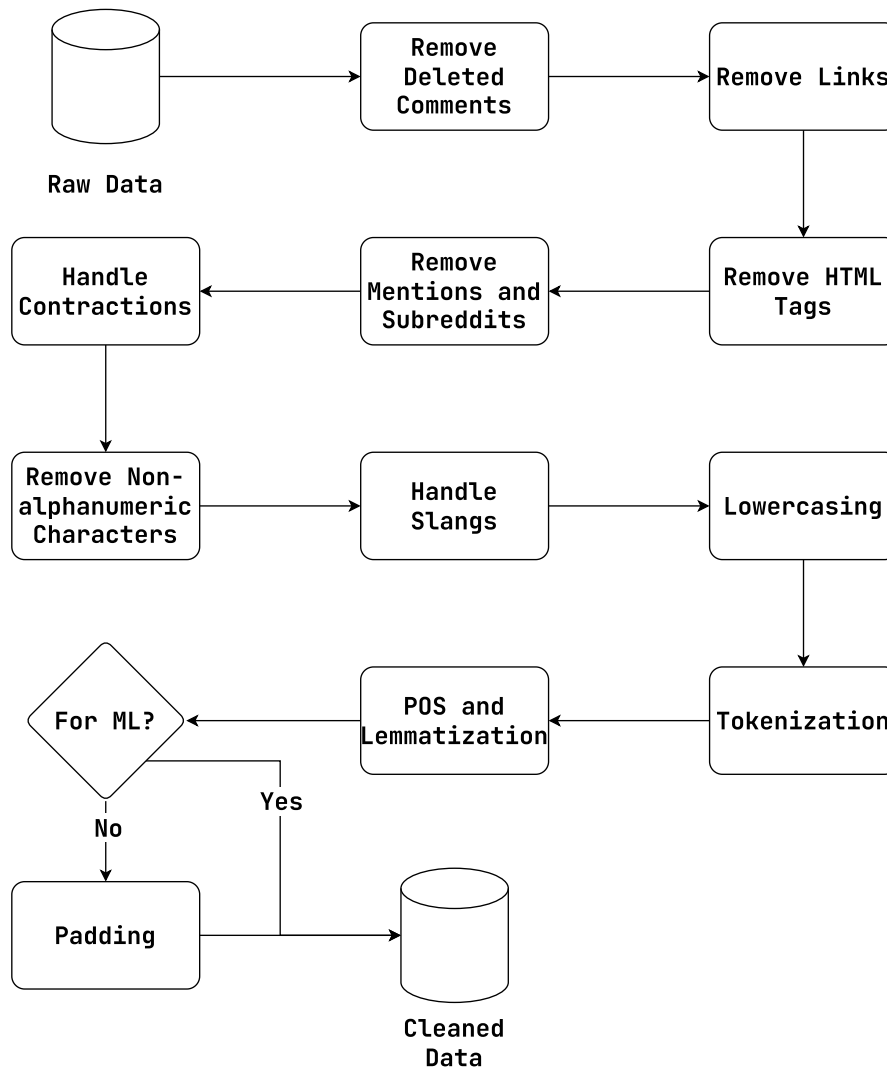 Remove
Deleted
Comments
Remove Links
Raw Data
Handle
Contractions
Remove
Mentions and
Subreddits
Remove HTML
Tags
Remove Non-
alphanumeric
Characters
Handle
Slangs
Lowercasing
For ML?
POS and
Lemmatization
Tokenization
Yes
No
Padding
Cleaned
Data